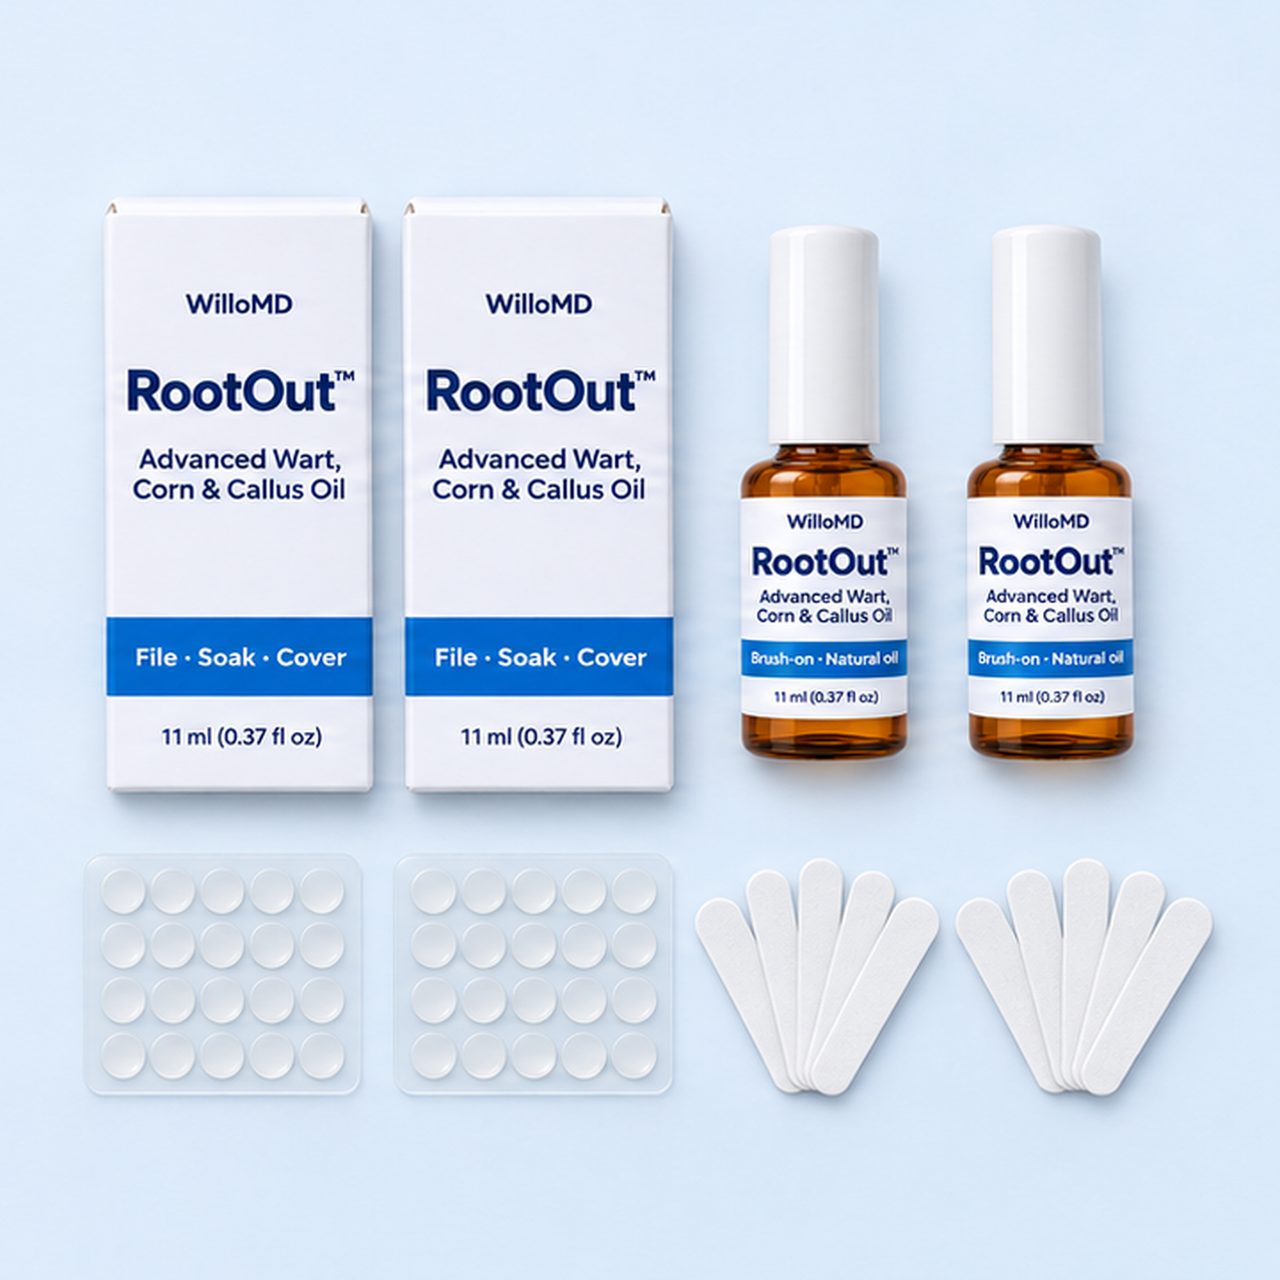 WilloMD
RootOut™
Advanced Wart,
Corn & Callus Oil
File · Soak · Cover
11 ml (0.37 fl oz)
WilloMD
RootOut™
Advanced Wart,
Corn & Callus Oil
File · Soak · Cover
11 ml (0.37 fl oz)
WilloMD
RootOut™
Advanced Wart,
Corn & Callus Oil
Brush-on · Natural oil
11 ml (0.37 fl oz)
WilloMD
RootOut™
Advanced Wart,
Corn & Callus Oil
Brush-on · Natural oil
11 ml (0.37 fl oz)